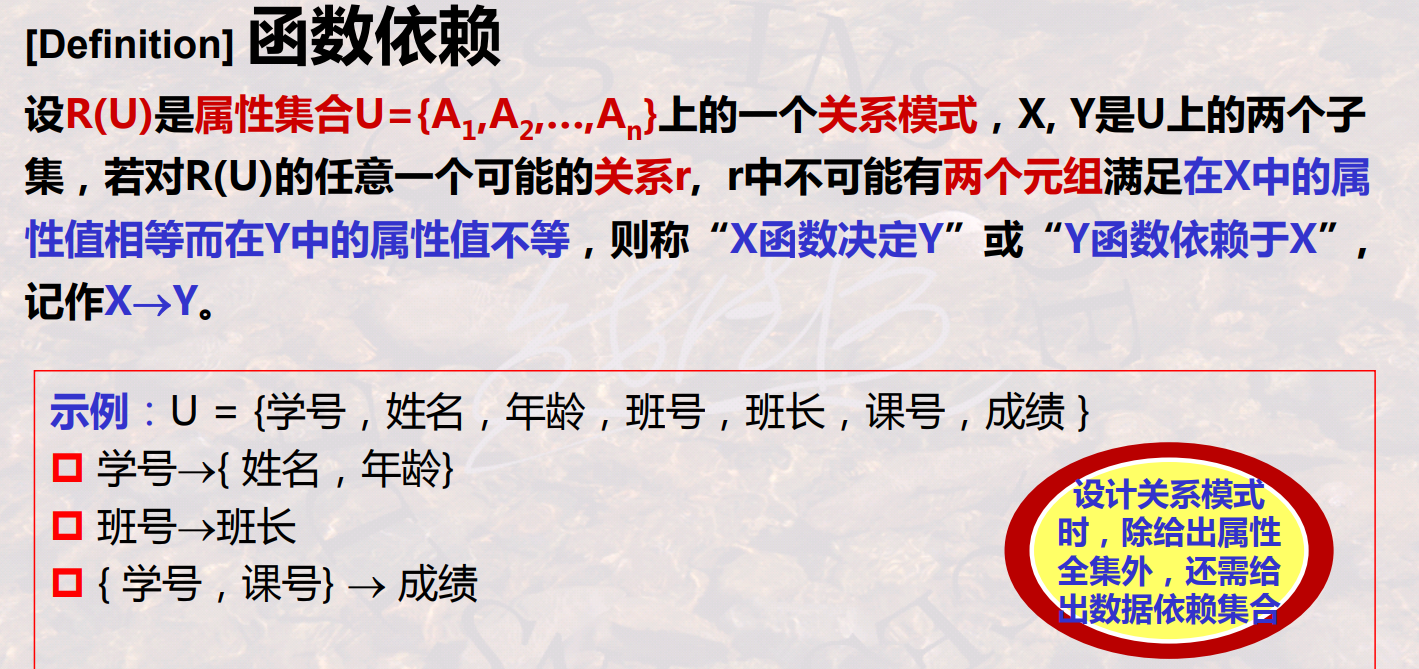 [Definition] 函数依赖
设R(U)是属性集合U={A1,A2,…,An}上的一个关系模式，X, Y是U上的两个子
集，若对R(U)的任意一个可能的关系r, r中不可能有两个元组满足在X中的属
性值相等而在Y中的属性值不等，则称“X函数决定Y”或“Y函数依赖于X”，
记作X→Y。
示例：U = {学号，姓名，年龄，班号，班长，课号，成绩 }
学号→{ 姓名，年龄}
班号→班长
{ 学号，课号} → 成绩
设计关系模式
时，除给出属性
全集外，还需给
出数据依赖集合